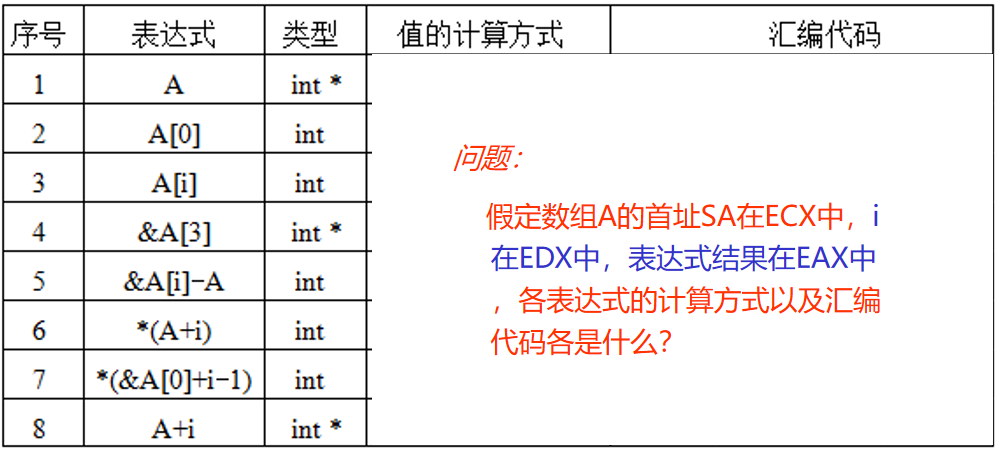 序号 表达式 类型 值的计算方式 汇编代码
1 A int *
2 A[0] int
3 A[i] int
4 &A[3] int *
5 &A[i]−A int
6 *(A+i) int
7 *(&A[0]+i−1) int
8 A+i int *
问题：
假定数组A的首址SA在ECX中，i
在EDX中，表达式结果在EAX中
，各表达式的计算方式以及汇编
代码各是什么？